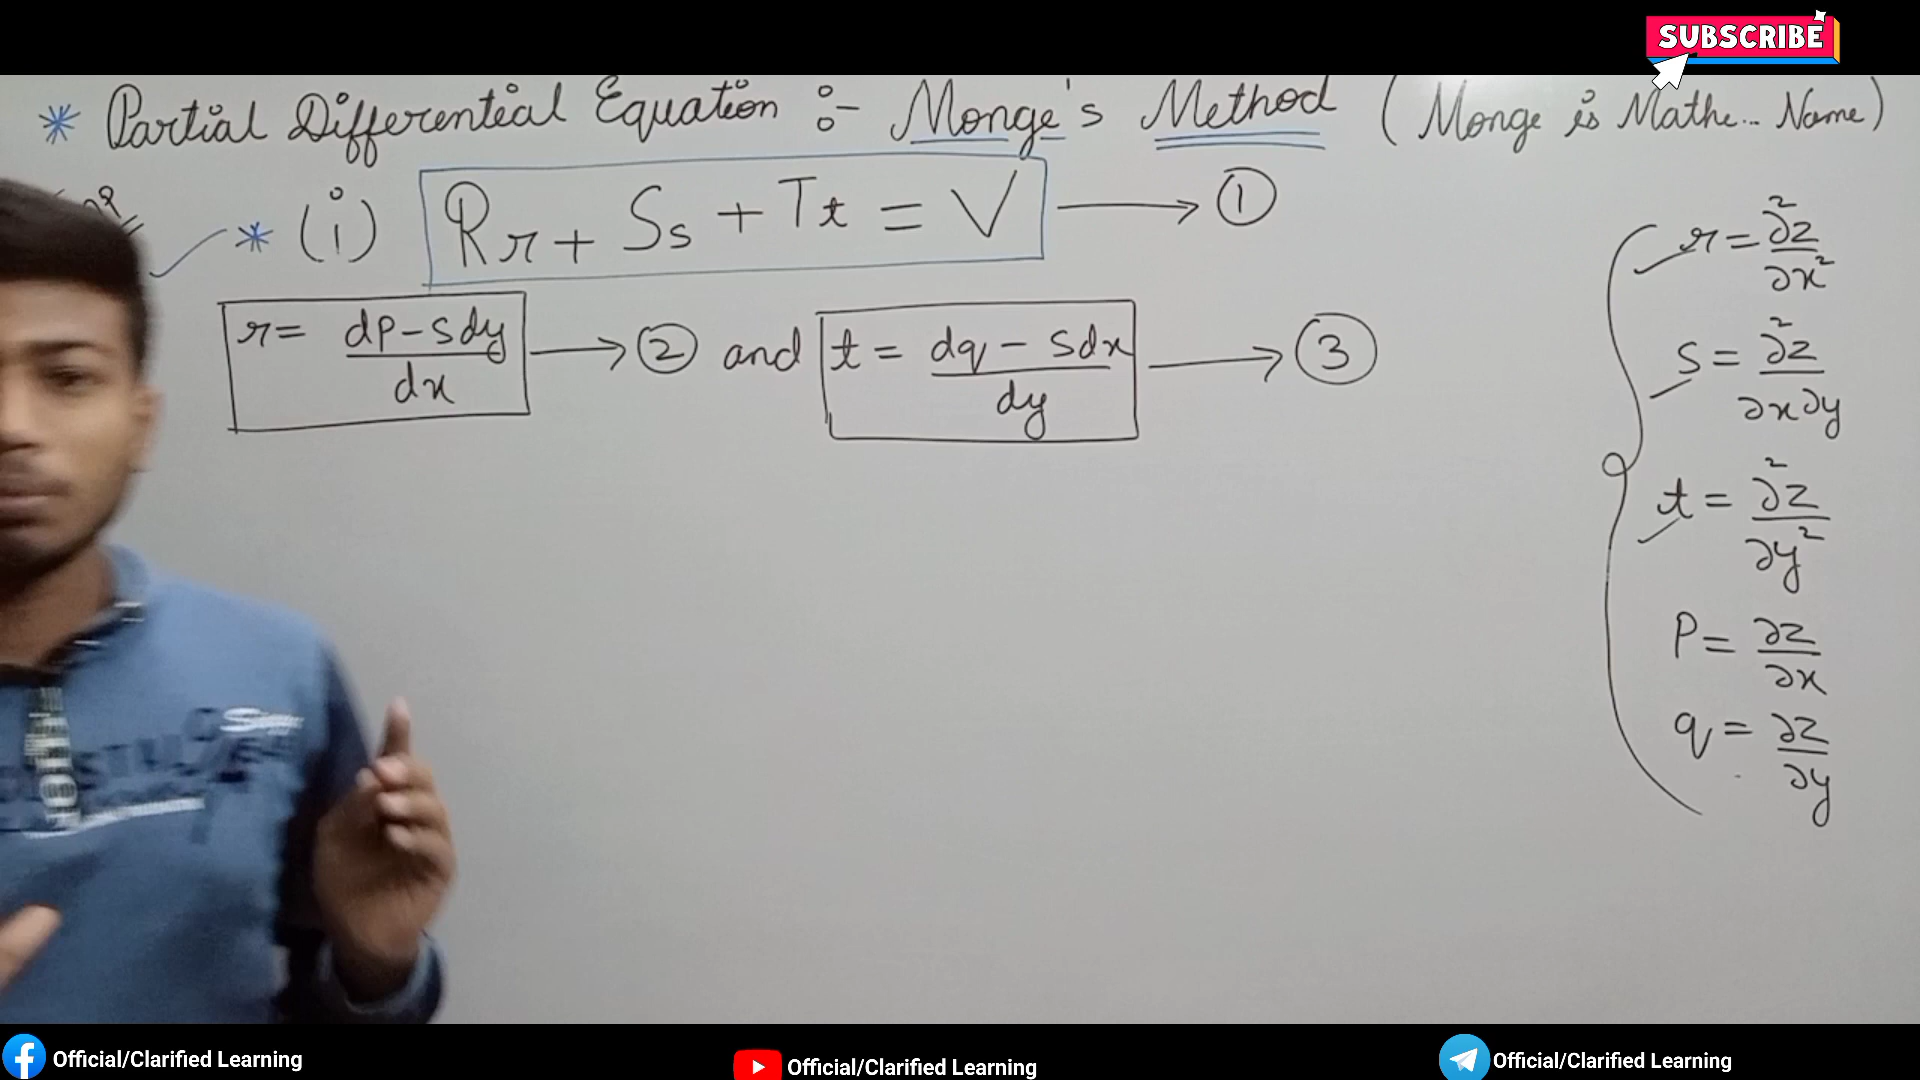 SUBSCRIBE
* Partial Differential Equation :- Monge's Method ( Monge is Mathe... Name)
* (i) Rr + Ss + Tt = V → ①
r = dp - sdy / dx → ② and t = dq - sdx / dy → ③
r = ∂²z / ∂x²
s = ∂²z / ∂x∂y
t = ∂²z / ∂y²
P = ∂z / ∂x
q = ∂z / ∂y
Official/Clarified Learning
Official/Clarified Learning
Official/Clarified Learning